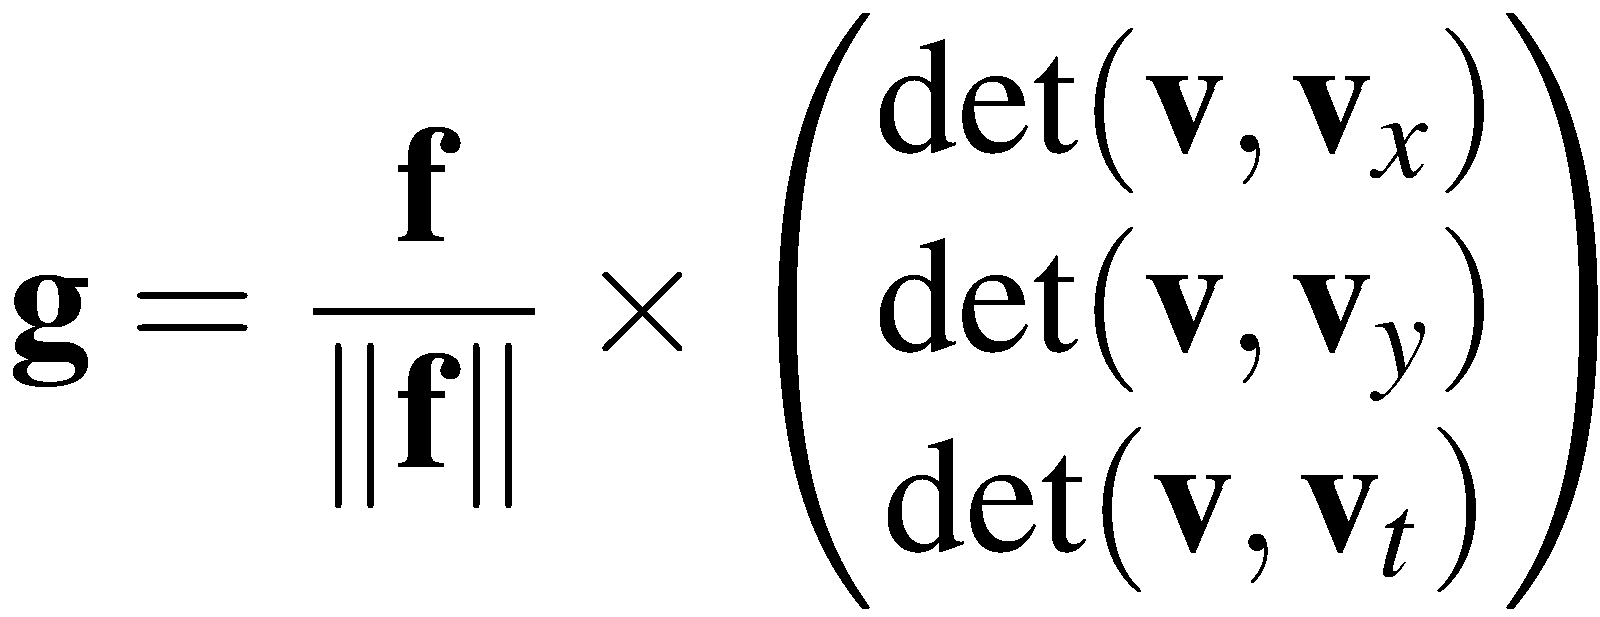 g = f / ||f|| × ( det(v, v_x)
det(v, v_y)
det(v, v_t) )